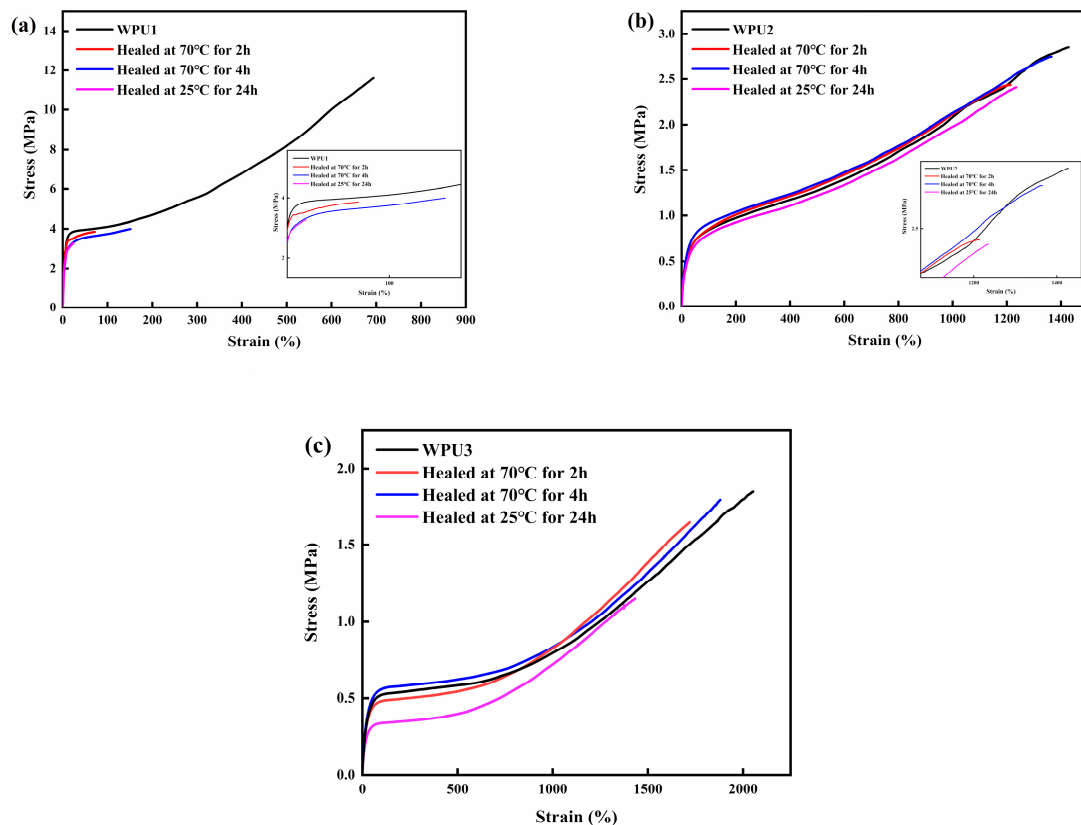 (a)
WPU1
Healed at 70°C for 2h
Healed at 70°C for 4h
Healed at 25°C for 24h
Stress (MPa)
14
12
10
8
6
4
2
0
0 100 200 300 400 500 600 700 800 900
Strain (%)
WPU1
Healed at 70°C for 2h
Healed at 70°C for 4h
Healed at 25°C for 24h
Stress (MPa)
4
2
100
Strain (%)
(b)
WPU2
Healed at 70°C for 2h
Healed at 70°C for 4h
Healed at 25°C for 24h
Stress (MPa)
3.0
2.5
2.0
1.5
1.0
0.5
0.0
0 200 400 600 800 1000 1200 1400
Strain (%)
WPU2
Healed at 70°C for 2h
Healed at 70°C for 4h
Healed at 25°C for 24h
Stress (MPa)
2.5
1200 1400
Strain (%)
(c)
WPU3
Healed at 70°C for 2h
Healed at 70°C for 4h
Healed at 25°C for 24h
Stress (MPa)
2.0
1.5
1.0
0.5
0.0
0 500 1000 1500 2000
Strain (%)